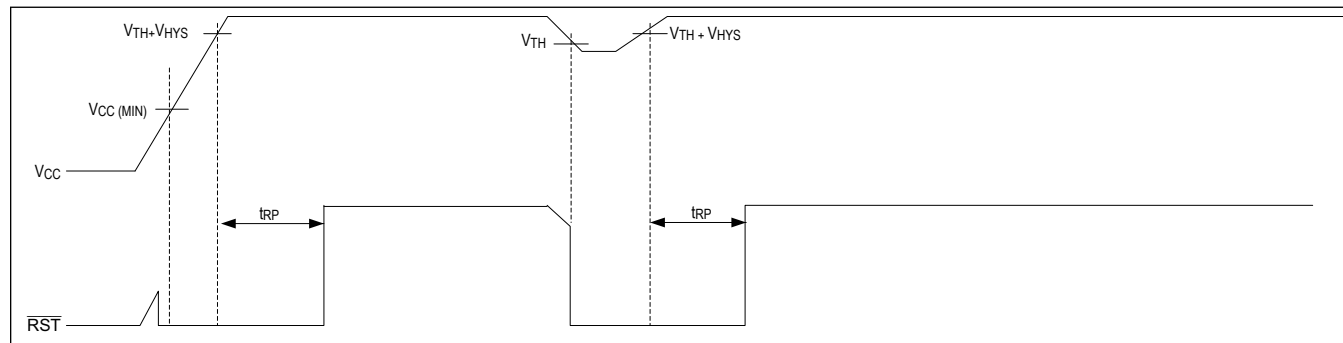 VTH+VHYS
VTH
VTH + VHYS
VCC (MIN)
VCC
tRP
tRP
RST